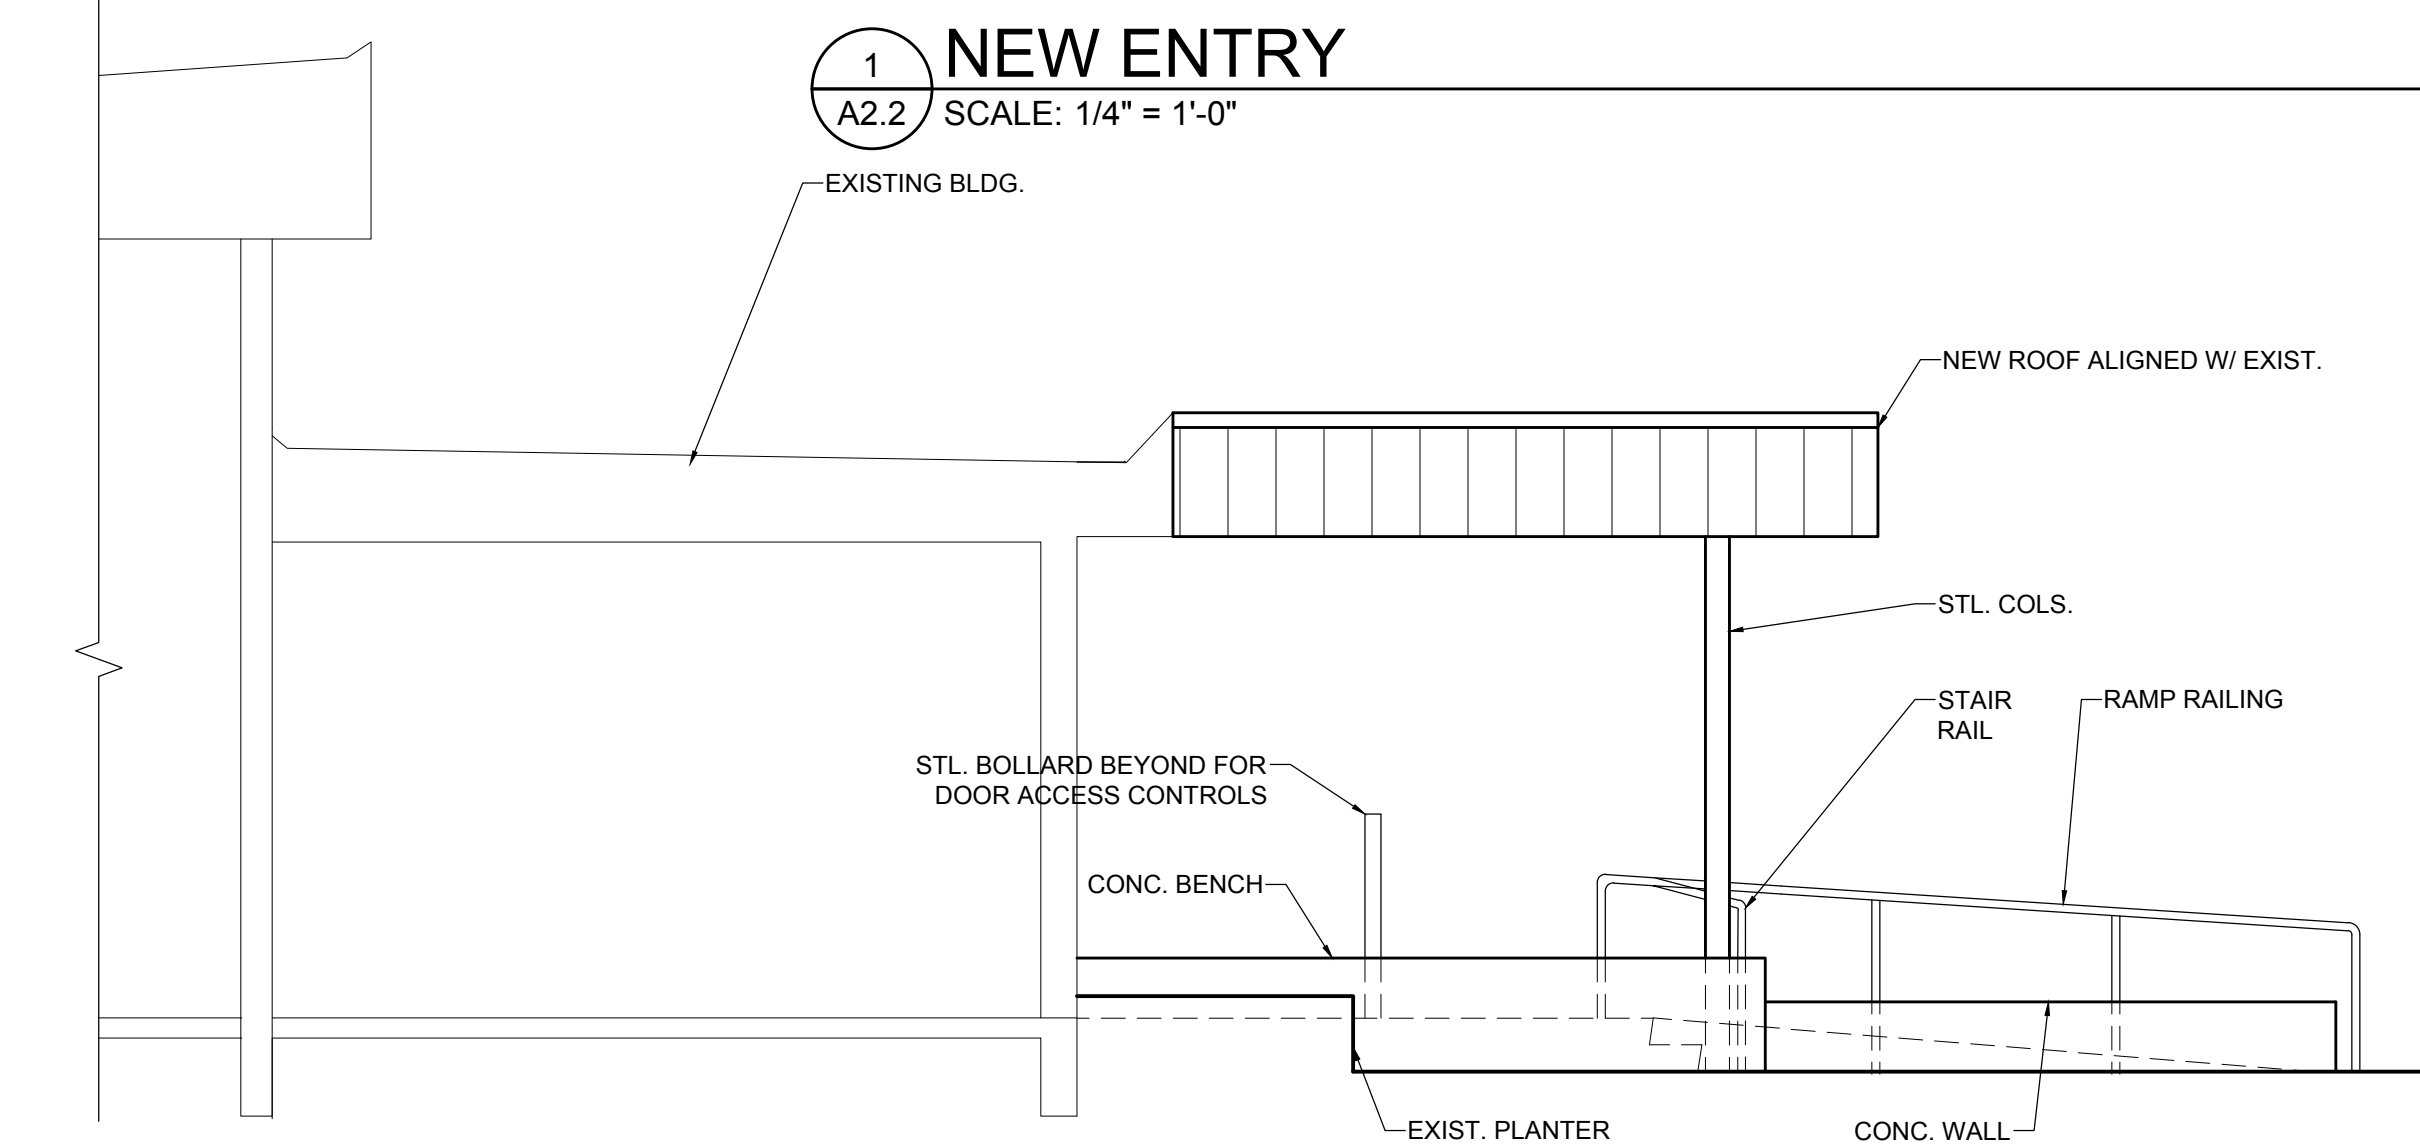 1
NEW ENTRY
A2.2
SCALE: 1/4" = 1'-0"
EXISTING BLDG.
NEW ROOF ALIGNED W/ EXIST.
STL. COLS.
STAIR
RAIL
RAMP RAILING
STL. BOLLARD BEYOND FOR
DOOR ACCESS CONTROLS
CONC. BENCH
EXIST. PLANTER
CONC. WALL